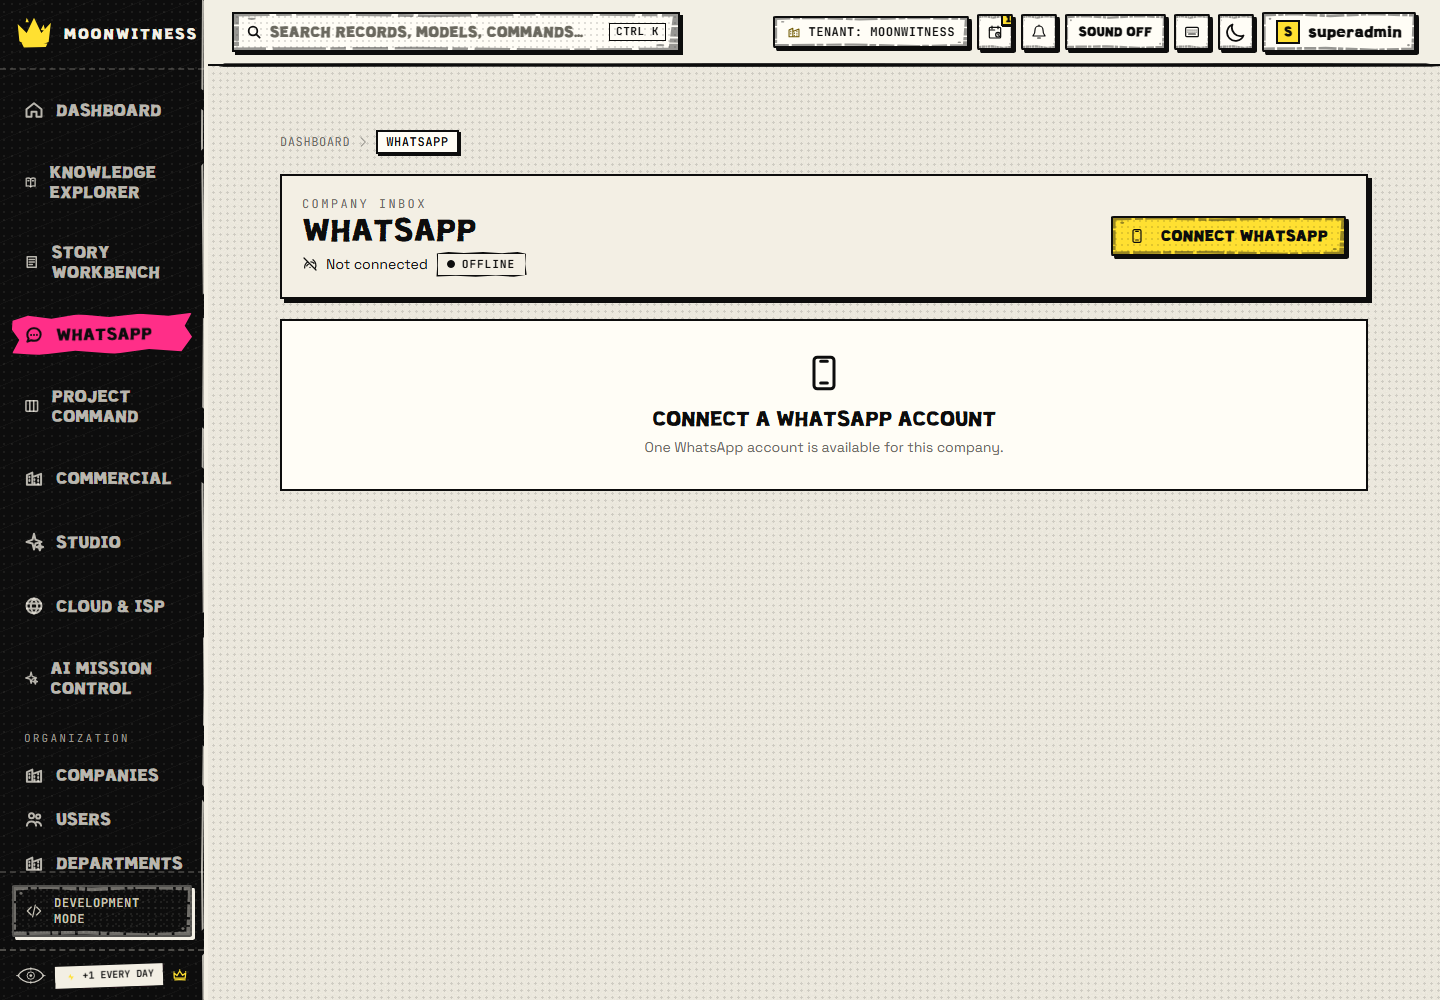 MOONWITNESS
SEARCH RECORDS, MODELS, COMMANDS...
CTRL K
TENANT: MOONWITNESS
1
SOUND OFF
S
superadmin
DASHBOARD
KNOWLEDGE
EXPLORER
STORY
WORKBENCH
WHATSAPP
PROJECT
COMMAND
COMMERCIAL
STUDIO
CLOUD & ISP
AI MISSION
CONTROL
ORGANIZATION
COMPANIES
USERS
DEPARTMENTS
DEVELOPMENT
MODE
+1 EVERY DAY
DASHBOARD
WHATSAPP
COMPANY INBOX
WHATSAPP
Not connected
OFFLINE
CONNECT WHATSAPP
CONNECT A WHATSAPP ACCOUNT
One WhatsApp account is available for this company.